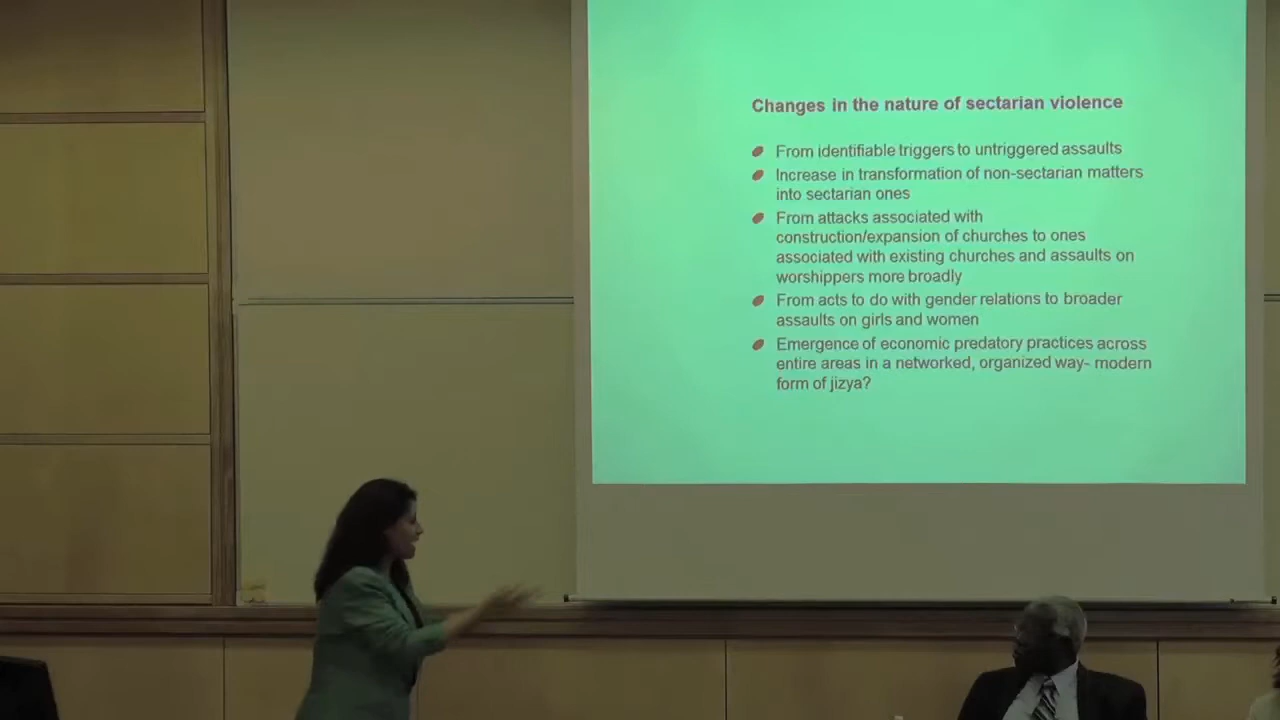 Changes in the nature of sectarian violence
From identifiable triggers to untriggered assaults
Increase in transformation of non-sectarian matters
into sectarian ones
From attacks associated with
construction/expansion of churches to ones
associated with existing churches and assaults on
worshippers more broadly
From acts to do with gender relations to broader
assaults on girls and women
Emergence of economic predatory practices across
entire areas in a networked, organized way- modern
form of jizya?